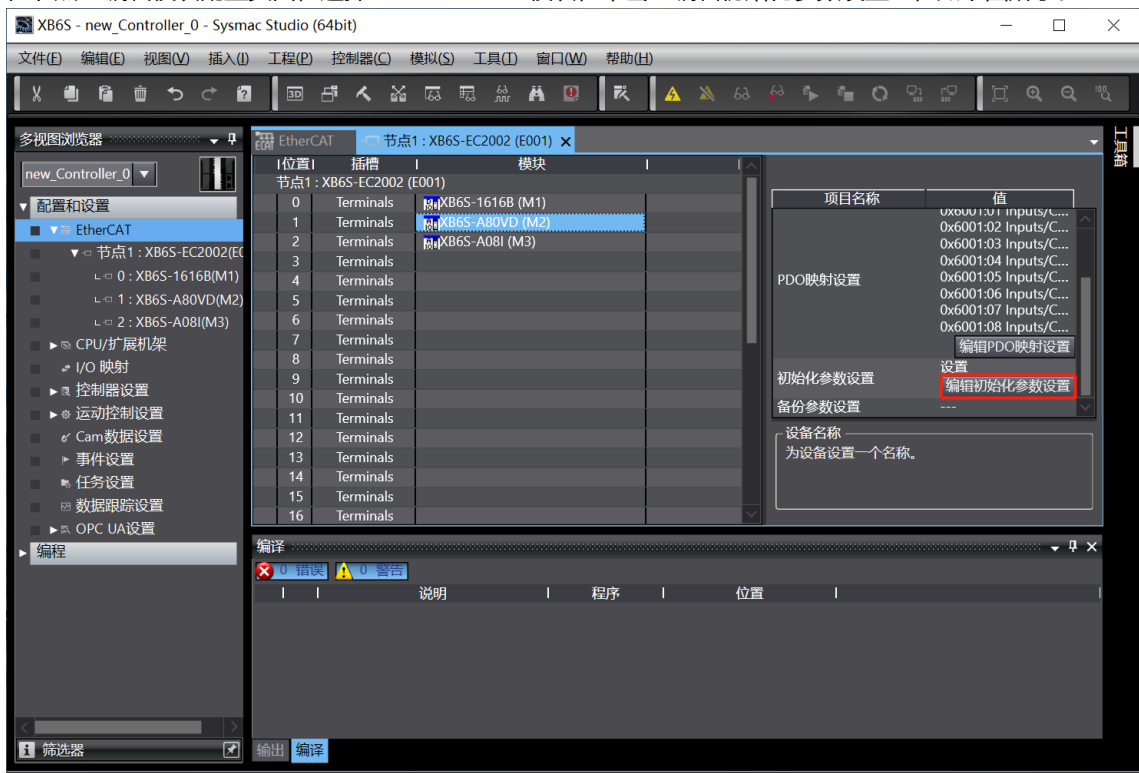 XB6S - new_Controller_0 - Sysmac Studio (64bit)
文件(F) 编辑(E) 视图(V) 插入(I) 工程(P) 控制器(C) 模拟(S) 工具(T) 窗口(W) 帮助(H)
多视图浏览器
new_Controller_0
配置和设置
EtherCAT
节点1 : XB6S-EC2002(E0
0 : XB6S-1616B(M1)
1 : XB6S-A80VD(M2)
2 : XB6S-A08I(M3)
CPU/扩展机架
I/O 映射
控制器设置
运动控制设置
Cam数据设置
事件设置
任务设置
数据跟踪设置
OPC UA设置
编程
筛选器
EtherCAT 节点1 : XB6S-EC2002 (E001)
位置 插槽 模块
节点1 : XB6S-EC2002 (E001)
0 Terminals XB6S-1616B (M1)
1 Terminals XB6S-A80VD (M2)
2 Terminals XB6S-A08I (M3)
3 Terminals
4 Terminals
5 Terminals
6 Terminals
7 Terminals
8 Terminals
9 Terminals
10 Terminals
11 Terminals
12 Terminals
13 Terminals
14 Terminals
15 Terminals
16 Terminals
项目名称 值
0x6001:01 Inputs/C...
0x6001:02 Inputs/C...
0x6001:03 Inputs/C...
0x6001:04 Inputs/C...
PDO映射设置
0x6001:05 Inputs/C...
0x6001:06 Inputs/C...
0x6001:07 Inputs/C...
0x6001:08 Inputs/C...
编辑PDO映射设置
初始化参数设置
设置
编辑初始化参数设置
备份参数设置 ---
设备名称
为设备设置一个名称。
工具箱
编译
0 错误 0 警告
说明 程序 位置
输出 编译